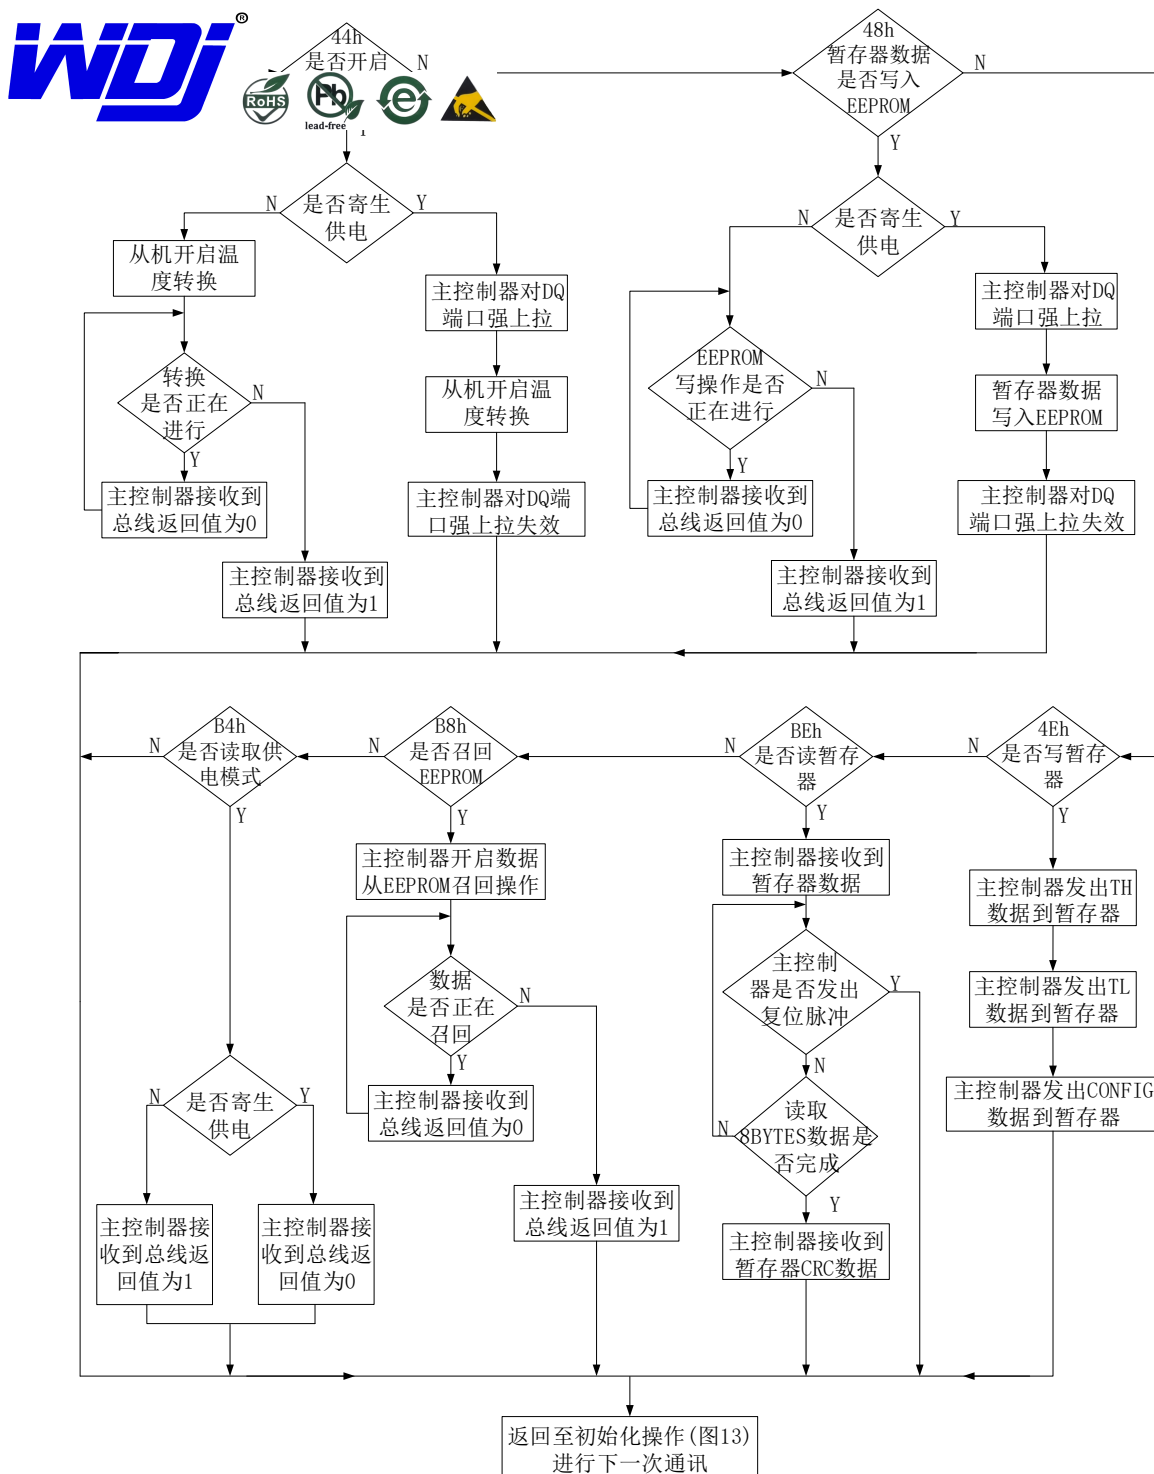 WDJ
®
44h
是否开启
N
RoHS
Pb
lead-free
e
48h
暂存器数据
是否写入
EEPROM
N
Y
是否寄生
供电
N
Y
是否寄生
供电
N
Y
从机开启温
度转换
主控制器对DQ
端口强上拉
主控制器对DQ
端口强上拉
转换
是否正在
进行
N
Y
从机开启温
度转换
EEPROM
写操作是否
正在进行
N
Y
暂存器数据
写入EEPROM
主控制器接收到
总线返回值为0
主控制器对DQ端
口强上拉失效
主控制器接收到
总线返回值为0
主控制器对DQ
端口强上拉失效
主控制器接收到
总线返回值为1
主控制器接收到
总线返回值为1
B4h
是否读取供
电模式
N
Y
B8h
是否召回
EEPROM
N
Y
BEh
是否读暂存
器
N
Y
4Eh
是否写暂存
器
N
Y
主控制器开启数据
从EEPROM召回操作
主控制器接收到
暂存器数据
主控制器发出TH
数据到暂存器
数据
是否正在
召回
N
Y
主控制
器是否发出
复位脉冲
Y
N
主控制器发出TL
数据到暂存器
是否寄生
供电
N
Y
主控制器接收到
总线返回值为0
读取
8BYTES数据是
否完成
N
Y
主控制器发出CONFIG
数据到暂存器
主控制器接
收到总线返
回值为1
主控制器接
收到总线返
回值为0
主控制器接收到
总线返回值为1
主控制器接收到
暂存器CRC数据
返回至初始化操作(图13)
进行下一次通讯